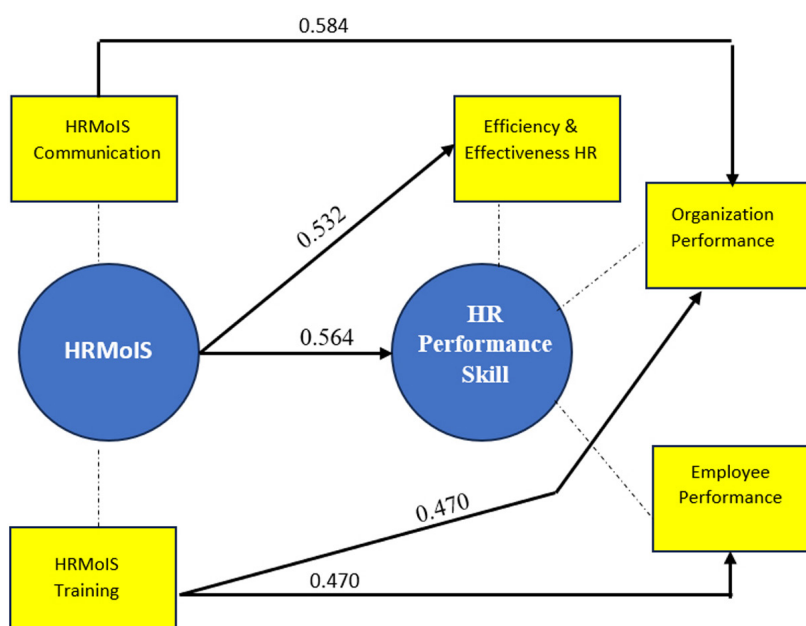 0.584
HRMoIS
Communication
Efficiency &
Effectiveness HR
Organization
Performance
0.532
HRMoIS
0.564
HR
Performance
Skill
Employee
Performance
0.470
HRMoIS
Training
0.470